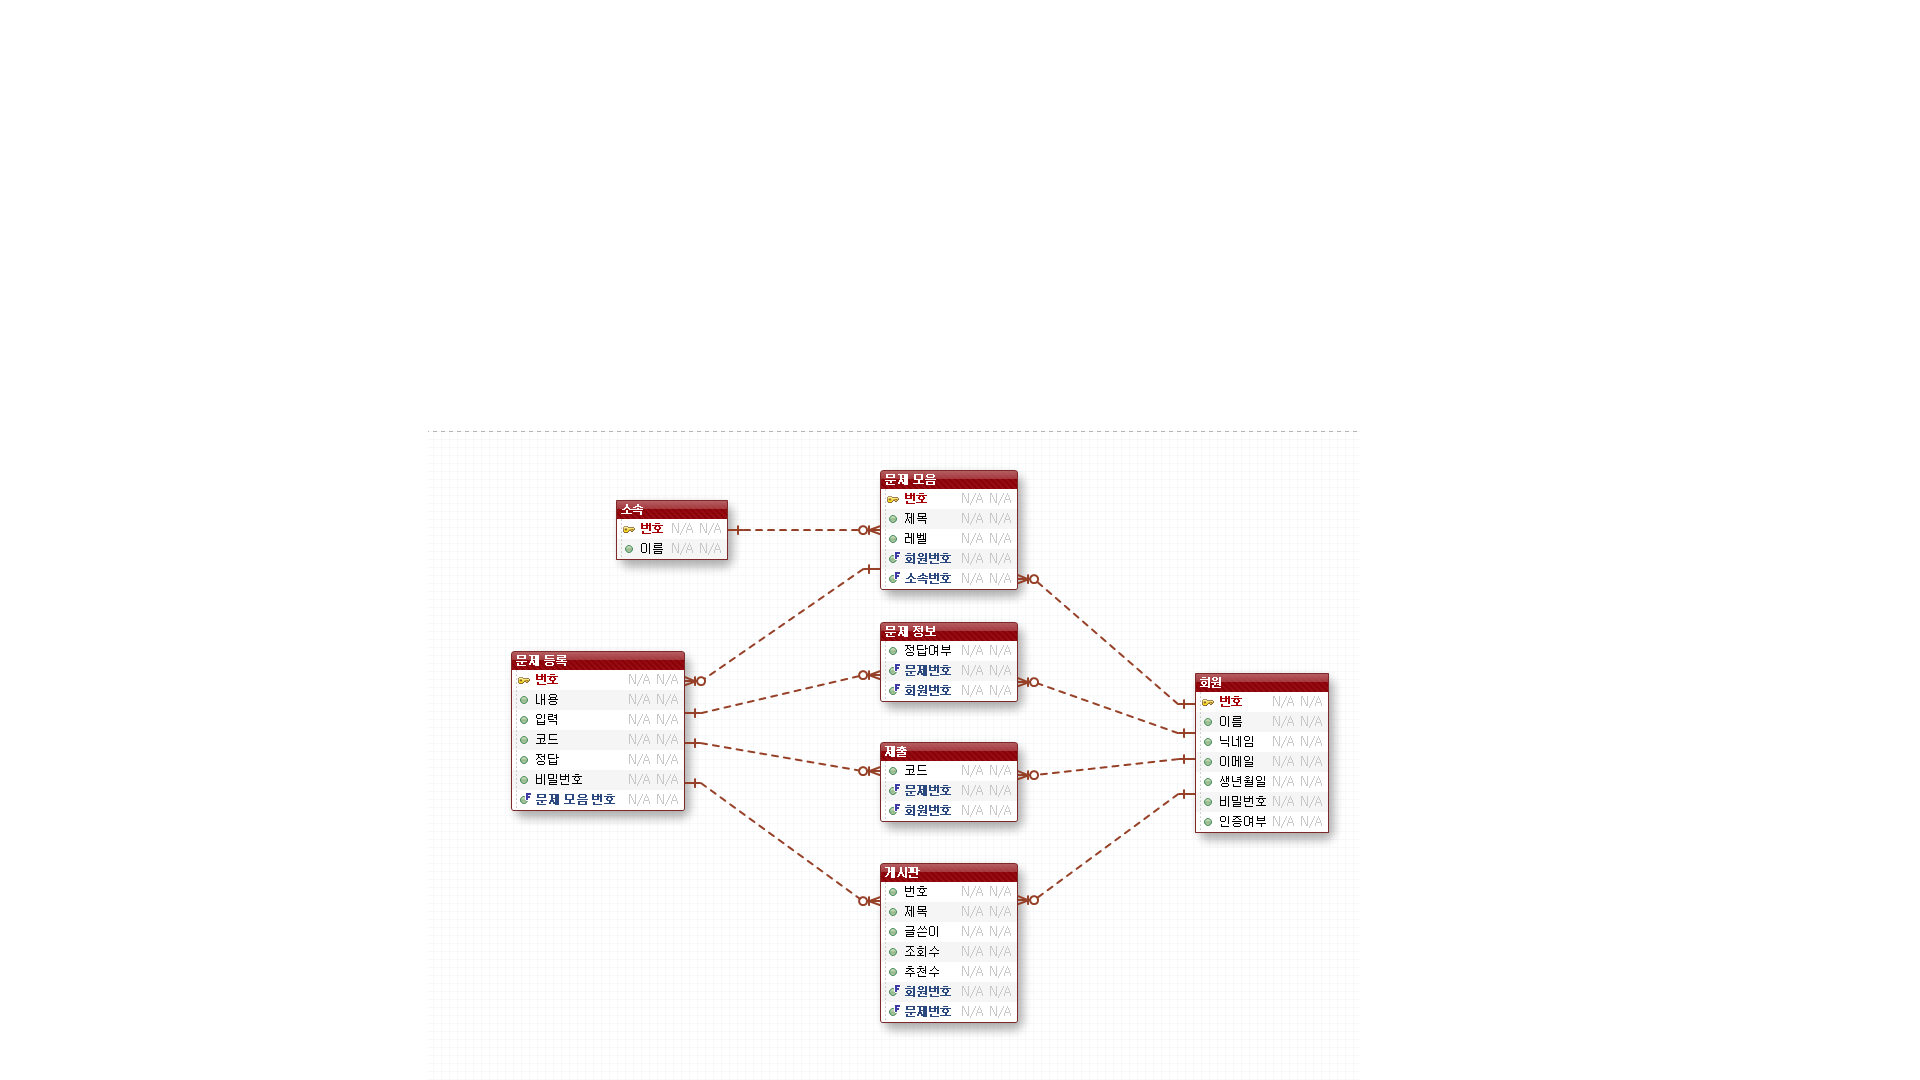 소속
번호 N/A N/A
이름 N/A N/A
문제 모음
번호 N/A N/A
제목 N/A N/A
레벨 N/A N/A
회원번호 N/A N/A
소속번호 N/A N/A
문제 정보
정답여부 N/A N/A
문제번호 N/A N/A
회원번호 N/A N/A
문제 등록
번호 N/A N/A
내용 N/A N/A
입력 N/A N/A
코드 N/A N/A
정답 N/A N/A
비밀번호 N/A N/A
문제 모음 번호 N/A N/A
회원
번호 N/A N/A
이름 N/A N/A
닉네임 N/A N/A
이메일 N/A N/A
생년월일 N/A N/A
비밀번호 N/A N/A
인증여부 N/A N/A
제출
코드 N/A N/A
문제번호 N/A N/A
회원번호 N/A N/A
게시판
번호 N/A N/A
제목 N/A N/A
글쓴이 N/A N/A
조회수 N/A N/A
추천수 N/A N/A
회원번호 N/A N/A
문제번호 N/A N/A